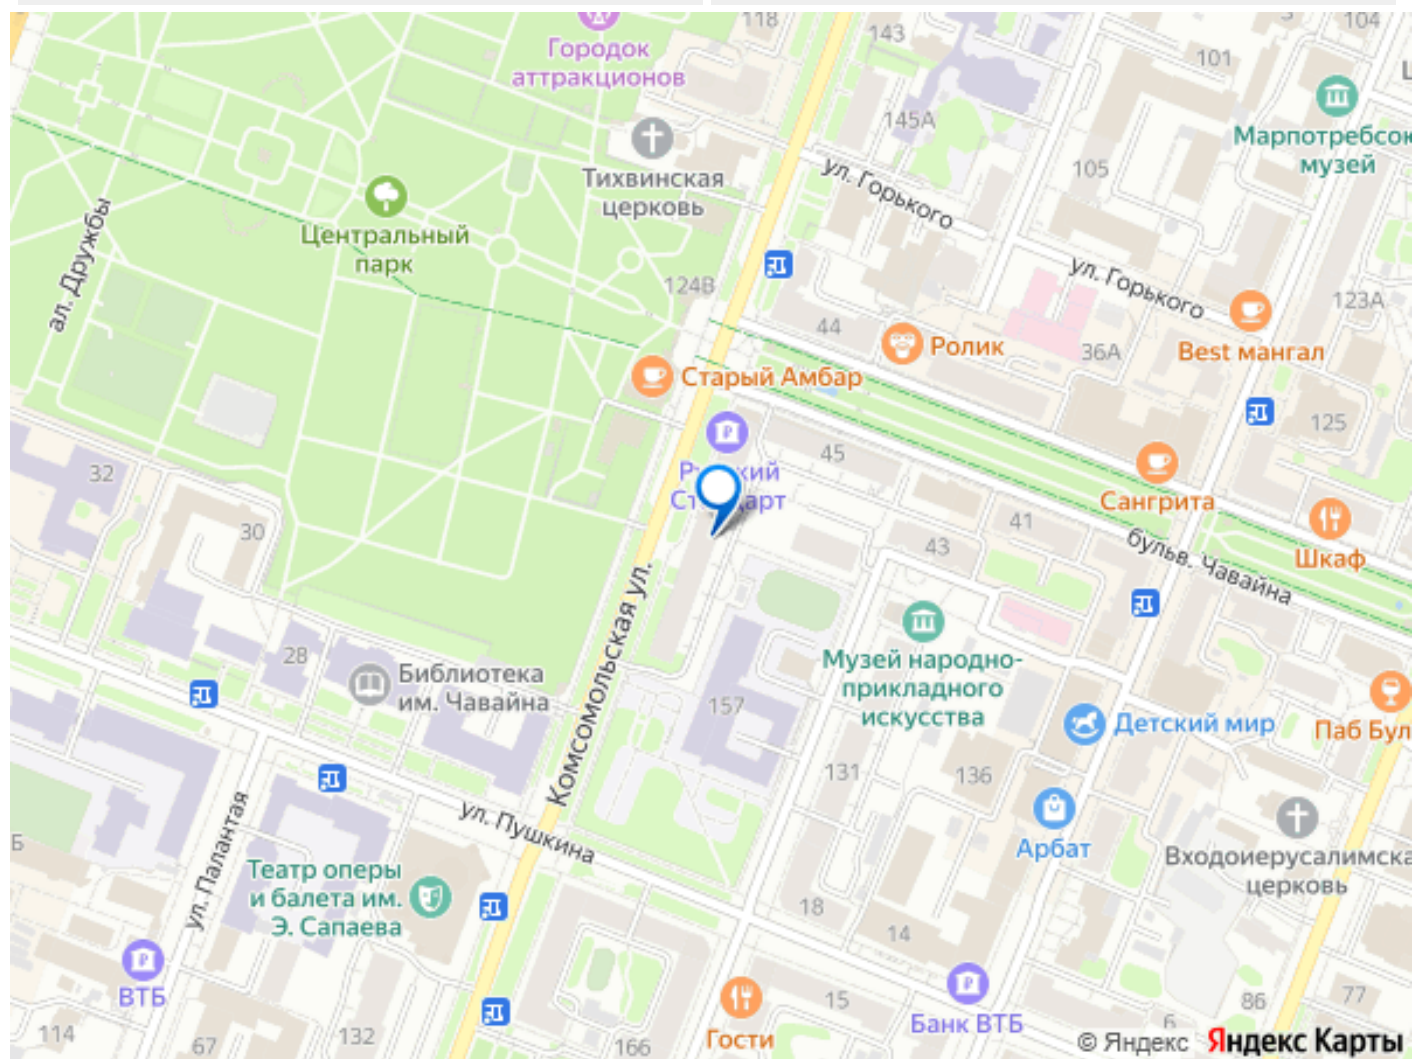 118
143
104
Городок
аттракционов
101
145А
Марпотребсою
музей
Тихвинская
церковь
105
ул. Горького
Центральный
парк
ал. Дружбы
124В
ул. Горького
123А
44
Ролик
36А
Best мангал
Старый Амбар
125
45
32
Сангрита
30
41
43
Шкаф
бульв. Чавайна
Комсомольская ул.
28
Библиотека
им. Чавайна
Музей народно-
прикладного
искусства
157
Детский мир
Паб Бул
131
136
ул. Пушкина
ул. Палантая
Арбат
Входоиерусалимска
церковь
Театр оперы
и балета им.
Э. Сапаева
18
14
ВТБ
15
86
77
Гости
Банк ВТБ
6
114
67
132
166
© Яндекс Яндекс Карты